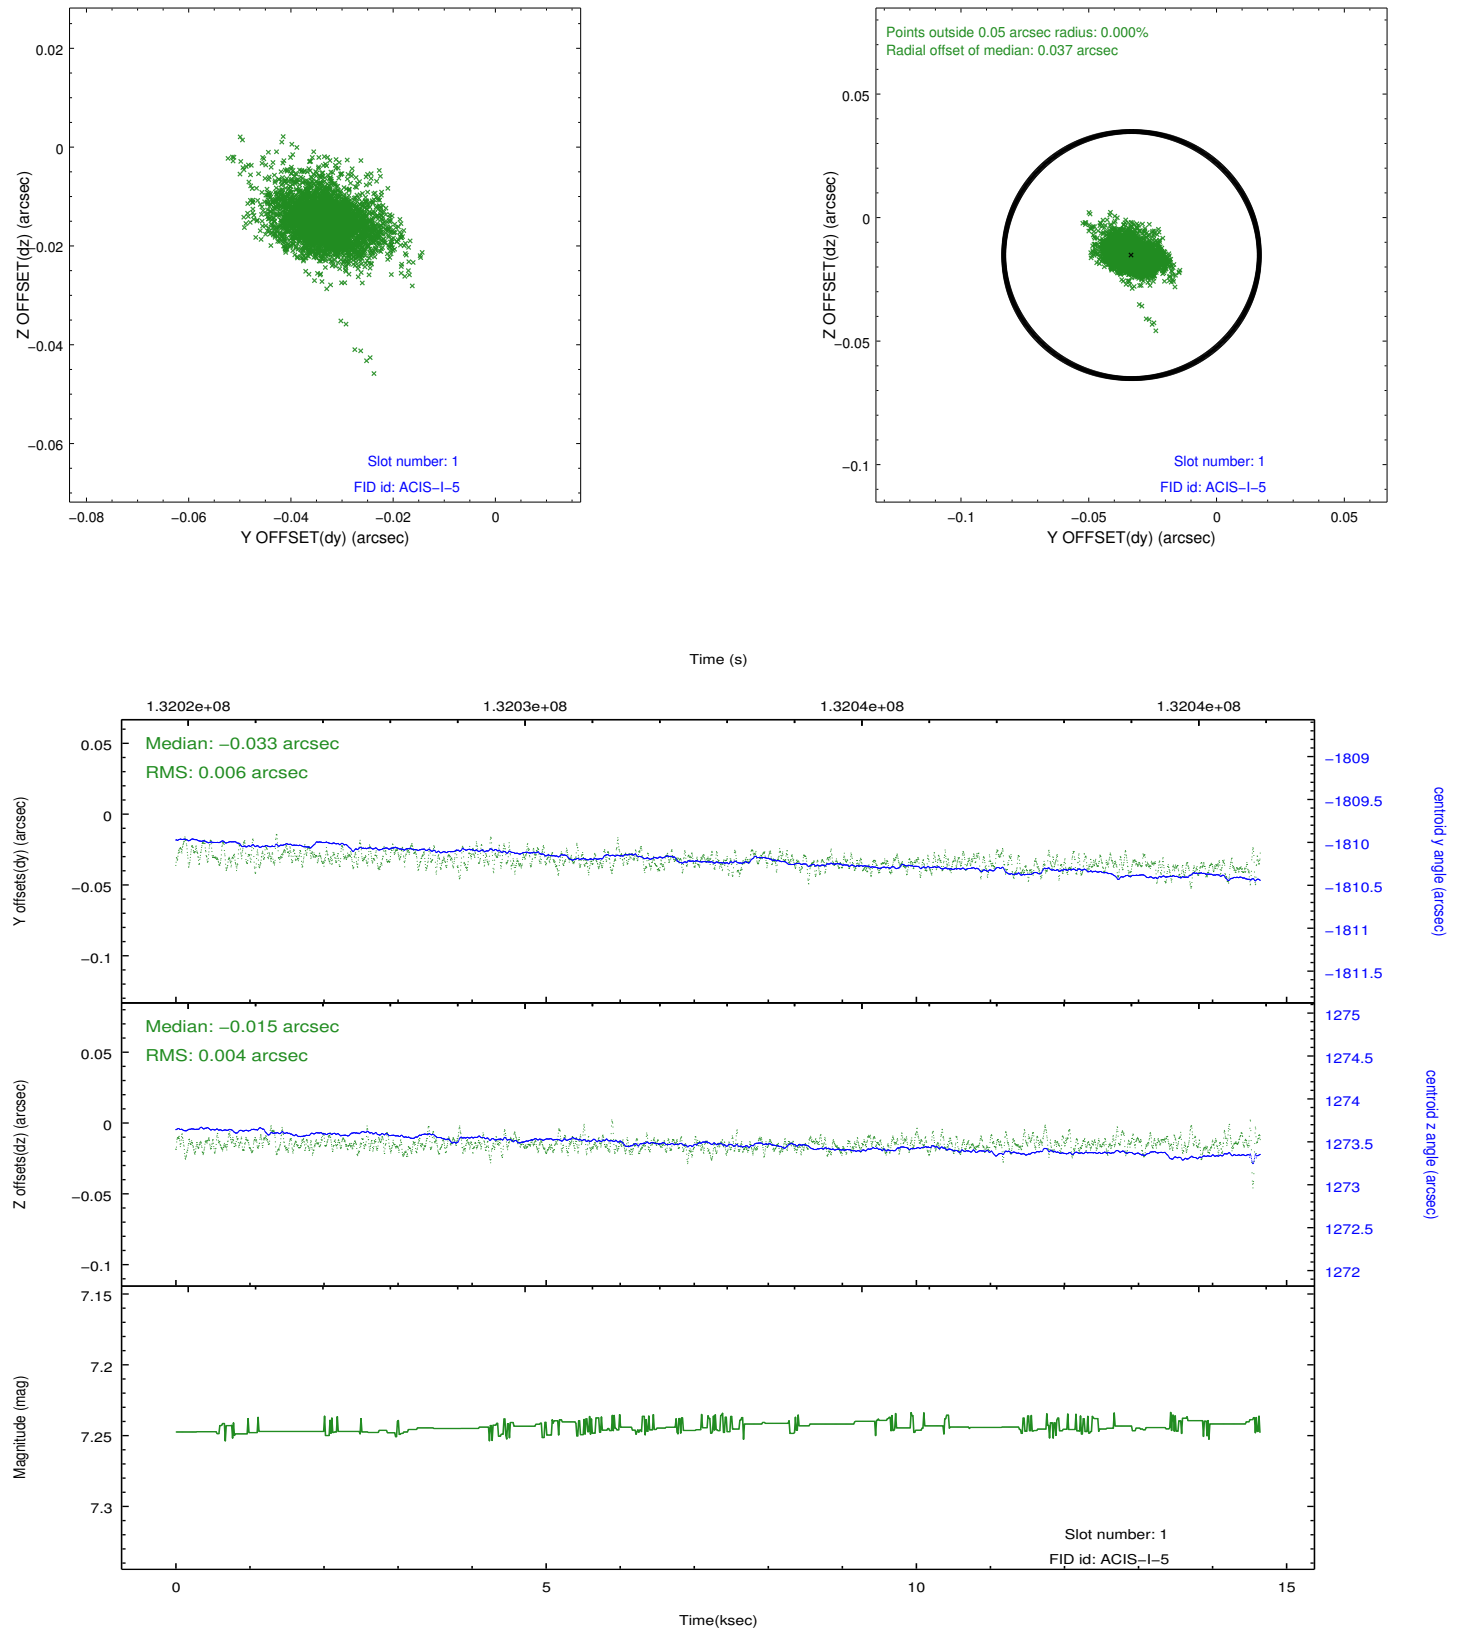 0.02
0
−0.02
−0.04
−0.06
Z OFFSET(dz) (arcsec)
Slot number: 1
FID id: ACIS−I−5
−0.08
−0.06
−0.04
−0.02
0
Y OFFSET(dy) (arcsec)
Points outside 0.05 arcsec radius: 0.000%
Radial offset of median: 0.037 arcsec
0.05
0
−0.05
−0.1
Z OFFSET(dz) (arcsec)
Slot number: 1
FID id: ACIS−I−5
−0.1
−0.05
0
0.05
Y OFFSET(dy) (arcsec)
Time (s)
1.3202e+08
1.3203e+08
1.3204e+08
1.3204e+08
Median: −0.033 arcsec
RMS: 0.006 arcsec
0.05
0
−0.05
−0.1
Y offsets(dy) (arcsec)
−1809
−1809.5
−1810
−1810.5
−1811
−1811.5
centroid y angle (arcsec)
Median: −0.015 arcsec
RMS: 0.004 arcsec
0.05
0
−0.05
−0.1
Z offsets(dz) (arcsec)
1275
1274.5
1274
1273.5
1273
1272.5
1272
centroid z angle (arcsec)
7.15
7.2
7.25
7.3
Magnitude (mag)
Slot number: 1
FID id: ACIS−I−5
0
5
10
15
Time(ksec)